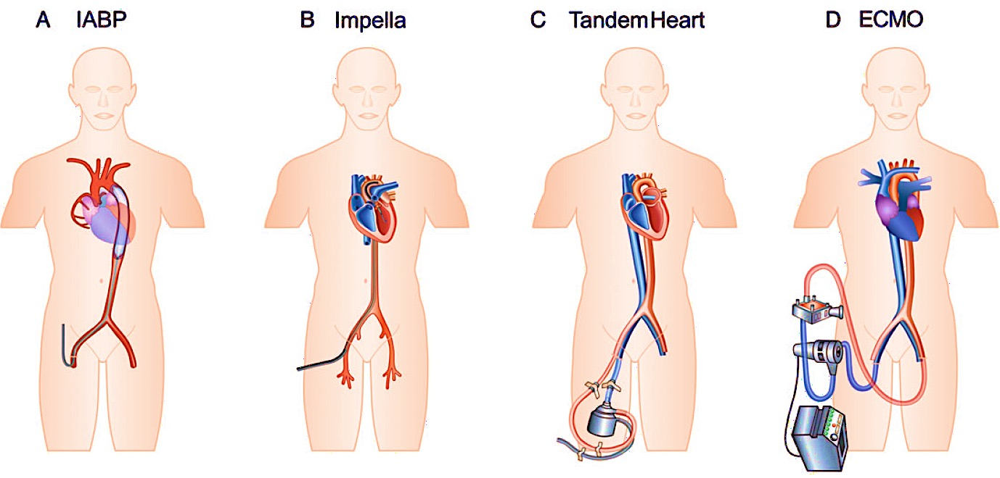 A IABP
B Impella
C TandemHeart
D ECMO